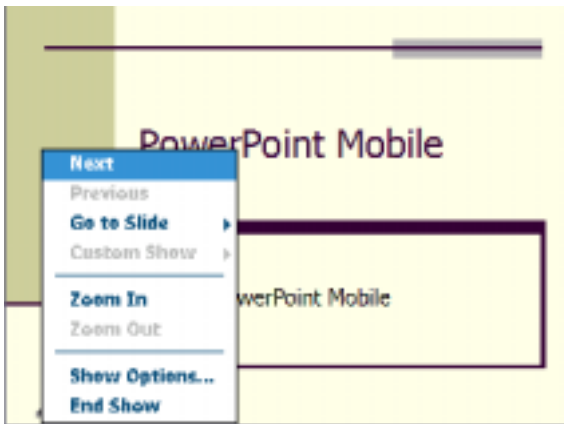 PowerPoint Mobile
Next
Previous
Go to Slide
Custom Show
werPoint Mobile
Zoom In
Zoom Out
Show Options...
End Show